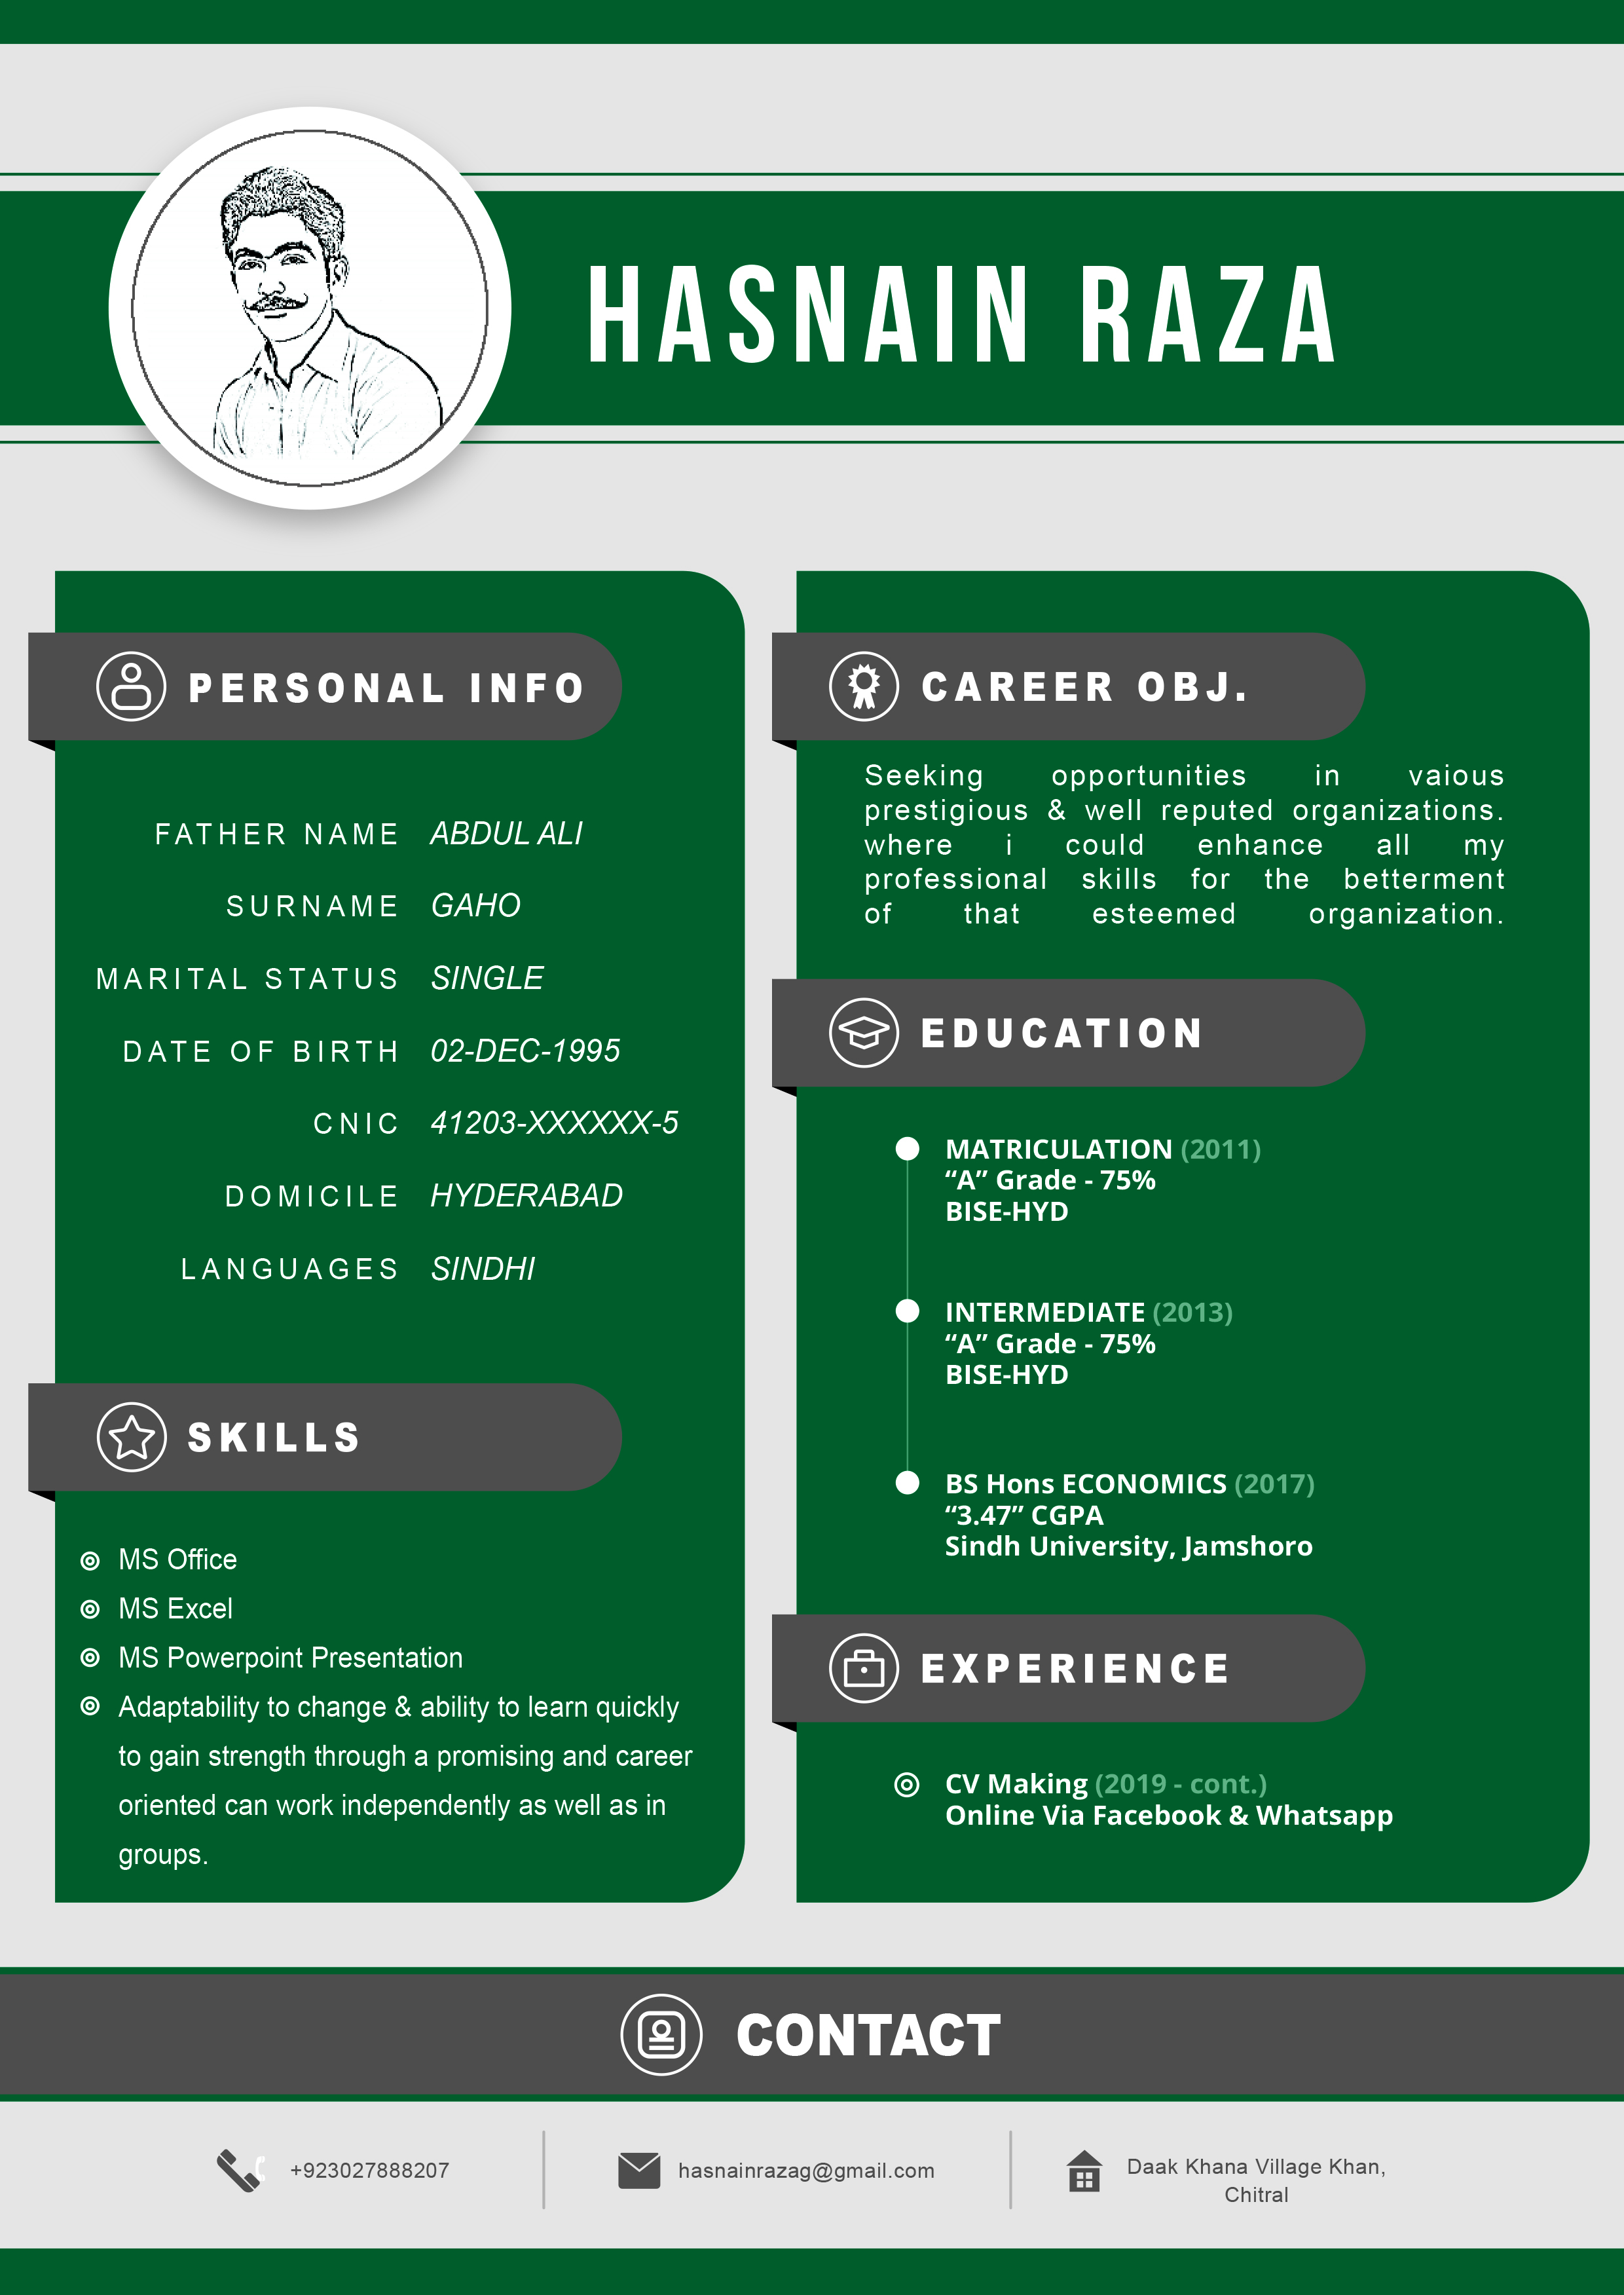 HASNAIN RAZA
PERSONAL INFO
FATHER NAME ABDUL ALI
SURNAME GAHO
MARITAL STATUS SINGLE
DATE OF BIRTH 02-DEC-1995
CNIC 41203-XXXXXX-5
DOMICILE HYDERABAD
LANGUAGES SINDHI
SKILLS
MS Office
MS Excel
MS Powerpoint Presentation
Adaptability to change & ability to learn quickly
to gain strength through a promising and career
oriented can work independently as well as in
groups.
CAREER OBJ.
Seeking opportunities in vaious
prestigious & well reputed organizations.
where i could enhance all my
professional skills for the betterment
of that esteemed organization.
EDUCATION
MATRICULATION (2011)
“A” Grade - 75%
BISE-HYD
INTERMEDIATE (2013)
“A” Grade - 75%
BISE-HYD
BS Hons ECONOMICS (2017)
“3.47” CGPA
Sindh University, Jamshoro
EXPERIENCE
CV Making (2019 - cont.)
Online Via Facebook & Whatsapp
CONTACT
+923027888207
hasnainrazag@gmail.com
Daak Khana Village Khan,
Chitral